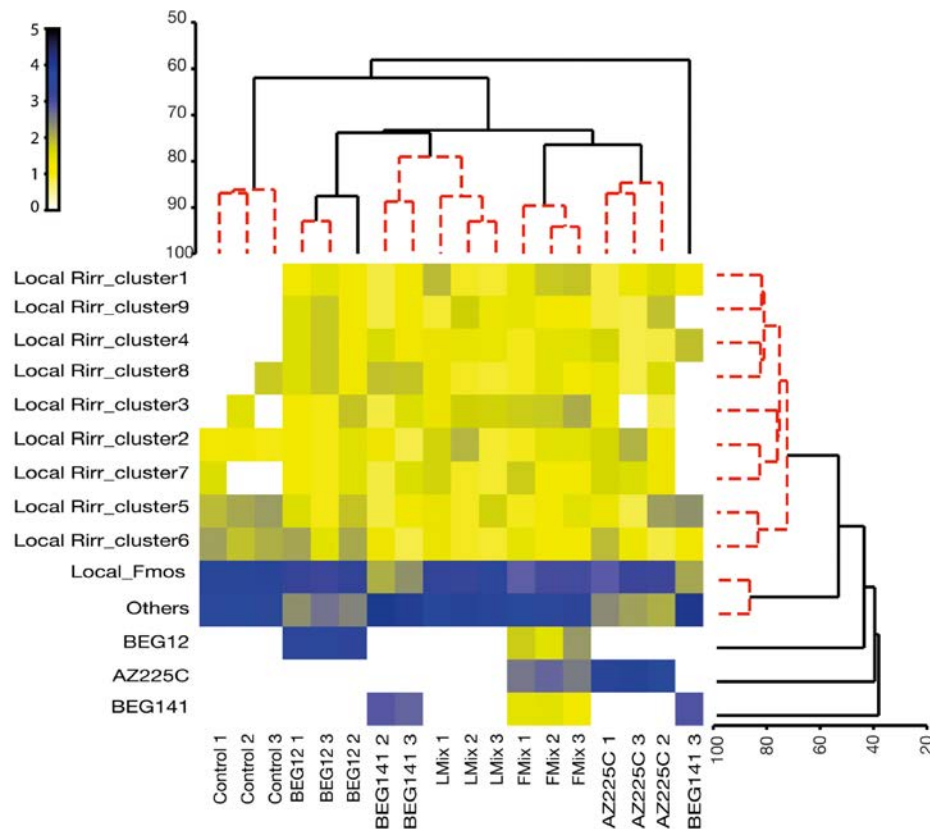 5
4
3
2
1
0
50
60
70
80
90
100
Local Rirr_cluster1
Local Rirr_cluster9
Local Rirr_cluster4
Local Rirr_cluster8
Local Rirr_cluster3
Local Rirr_cluster2
Local Rirr_cluster7
Local Rirr_cluster5
Local Rirr_cluster6
Local_Fmos
Others
BEG12
AZ225C
BEG141
Control 1
Control 2
Control 3
BEG12 1
BEG12 3
BEG12 2
BEG141 2
BEG141 3
LMix 1
LMix 2
LMix 3
FMix 1
FMix 2
FMix 3
AZ225C 1
AZ225C 3
AZ225C 2
BEG141 3
100
80
60
40
20